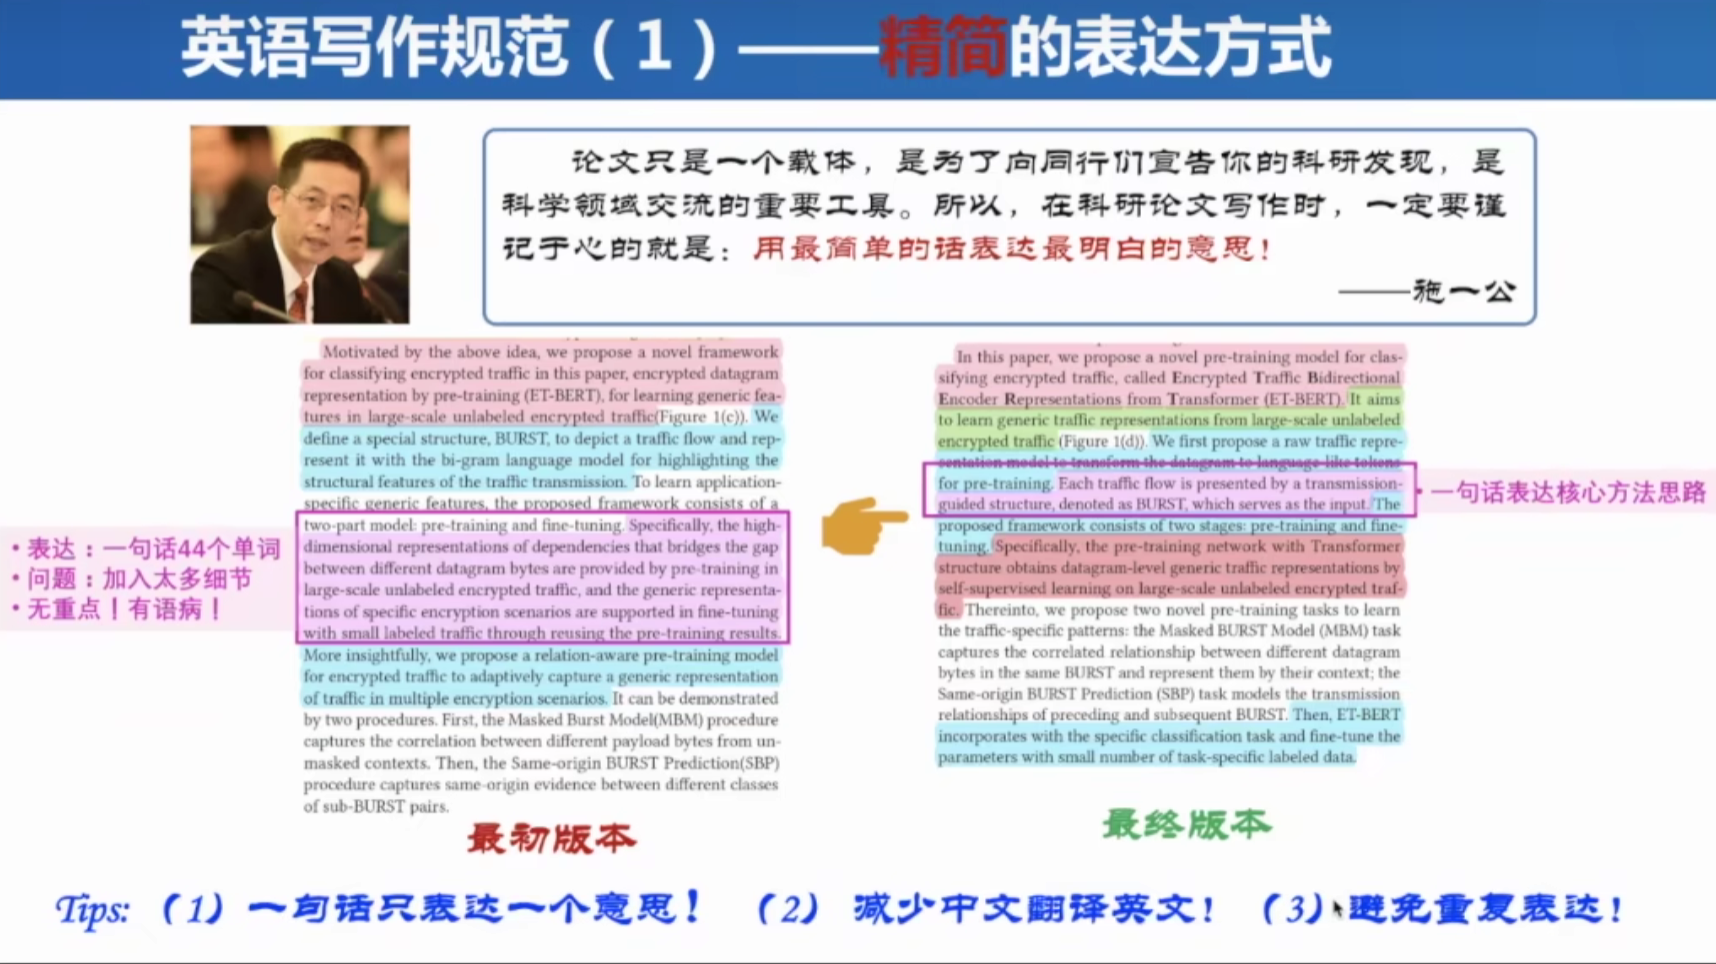 英语写作规范（1）——精简的表达方式
论文只是一个载体，是为了向同行们宣告你的科研发现，是
科学领域交流的重要工具。所以，在科研论文写作时，一定要谨
记于心的就是：用最简单的话表达最明白的意思！
——施一公
Motivated by the above idea, we propose a novel framework
for classifying encrypted traffic in this paper, encrypted datagram
representation by pre-training (ET-BERT), for learning generic fea-
tures in large-scale unlabeled encrypted traffic(Figure 1(c)). We
define a special structure, BURST, to depict a traffic flow and rep-
resent it with the bi-gram language model for highlighting the
structural features of the traffic transmission. To learn application-
specific generic features, the proposed framework consists of a
two-part model: pre-training and fine-tuning. Specifically, the high-
dimensional representations of dependencies that bridges the gap
between different datagram bytes are provided by pre-training in
large-scale unlabeled encrypted traffic, and the generic representa-
tions of specific encryption scenarios are supported in fine-tuning
with small labeled traffic through reusing the pre-training results.
More insightfully, we propose a relation-aware pre-training model
for encrypted traffic to adaptively capture a generic representation
of traffic in multiple encryption scenarios. It can be demonstrated
by two procedures. First, the Masked Burst Model(MBM) procedure
captures the correlation between different payload bytes from un-
masked contexts. Then, the Same-origin BURST Prediction(SBP)
procedure captures same-origin evidence between different classes
of sub-BURST pairs.
• 表达：一句话44个单词
• 问题：加入太多细节
• 无重点！有语病！
最初版本
In this paper, we propose a novel pre-training model for clas-
sifying encrypted traffic, called Encrypted Traffic Bidirectional
Encoder Representations from Transformer (ET-BERT). It aims
to learn generic traffic representations from large-scale unlabeled
encrypted traffic (Figure 1(d)). We first propose a raw traffic repre-
sentation model to transform the datagram to language-like tokens
for pre-training. Each traffic flow is presented by a transmission-
guided structure, denoted as BURST, which serves as the input. The
proposed framework consists of two stages: pre-training and fine-
tuning. Specifically, the pre-training network with Transformer
structure obtains datagram-level generic traffic representations by
self-supervised learning on large-scale unlabeled encrypted traf-
fic. Thereinto, we propose two novel pre-training tasks to learn
the traffic-specific patterns: the Masked BURST Model (MBM) task
captures the correlated relationship between different datagram
bytes in the same BURST and represent them by their context; the
Same-origin BURST Prediction (SBP) task models the transmission
relationships of preceding and subsequent BURST. Then, ET-BERT
incorporates with the specific classification task and fine-tune the
parameters with small number of task-specific labeled data.
• 一句话表达核心方法思路
最终版本
Tips: （1）一句话只表达一个意思！ （2） 减少中文翻译英文！ （3）避免重复表达！